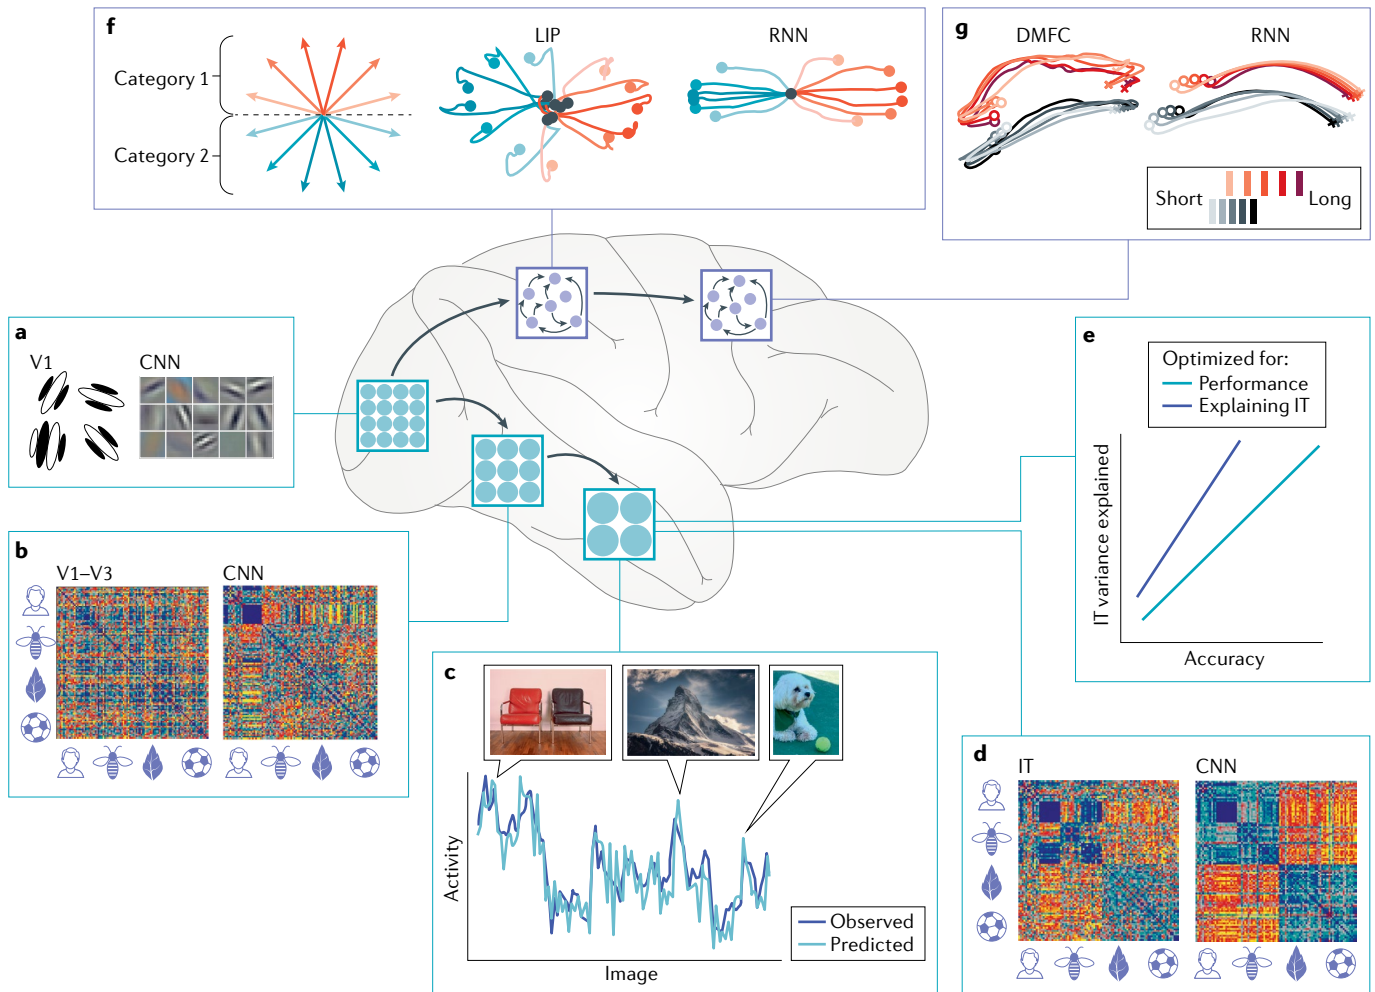 f
Category 1
Category 2
LIP
RNN
g
DMFC
RNN
Short
Long
a
V1
CNN
e
Optimized for:
Performance
Explaining IT
IT variance explained
Accuracy
b
V1–V3
CNN
c
Activity
Observed
Predicted
Image
d
IT
CNN